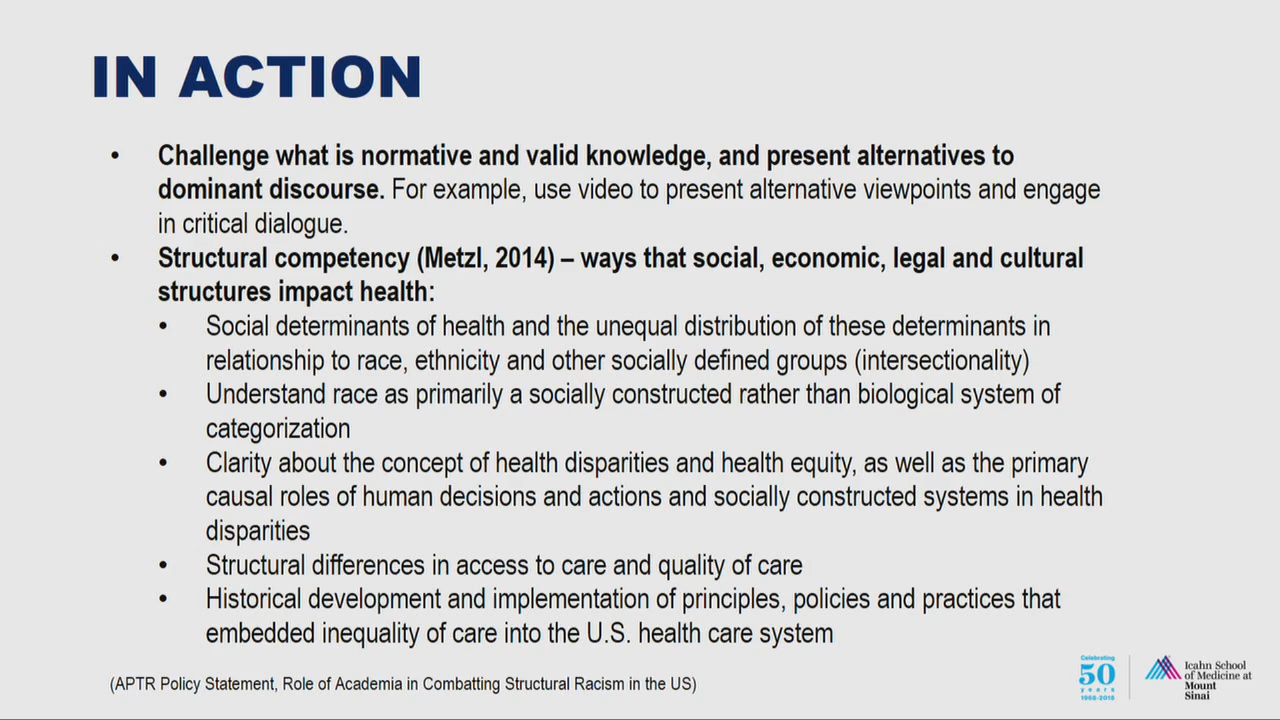 IN ACTION
• Challenge what is normative and valid knowledge, and present alternatives to
dominant discourse. For example, use video to present alternative viewpoints and engage
in critical dialogue.
• Structural competency (Metzl, 2014) – ways that social, economic, legal and cultural
structures impact health:
• Social determinants of health and the unequal distribution of these determinants in
relationship to race, ethnicity and other socially defined groups (intersectionality)
• Understand race as primarily a socially constructed rather than biological system of
categorization
• Clarity about the concept of health disparities and health equity, as well as the primary
causal roles of human decisions and actions and socially constructed systems in health
disparities
• Structural differences in access to care and quality of care
• Historical development and implementation of principles, policies and practices that
embedded inequality of care into the U.S. health care system
(APTR Policy Statement, Role of Academia in Combatting Structural Racism in the US)
Celebrating
50
years
1968-2018
Icahn School
of Medicine at
Mount
Sinai